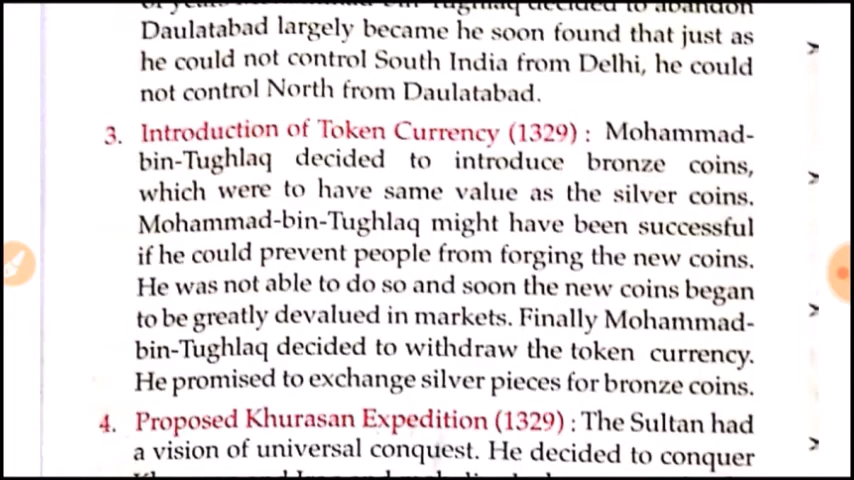 Tughlaq decided to abandon
Daulatabad largely became he soon found that just as
he could not control South India from Delhi, he could
not control North from Daulatabad.
3. Introduction of Token Currency (1329) : Mohammad-
bin-Tughlaq decided to introduce bronze coins,
which were to have same value as the silver coins.
Mohammad-bin-Tughlaq might have been successful
if he could prevent people from forging the new coins.
He was not able to do so and soon the new coins began
to be greatly devalued in markets. Finally Mohammad-
bin-Tughlaq decided to withdraw the token currency.
He promised to exchange silver pieces for bronze coins.
4. Proposed Khurasan Expedition (1329) : The Sultan had
a vision of universal conquest. He decided to conquer